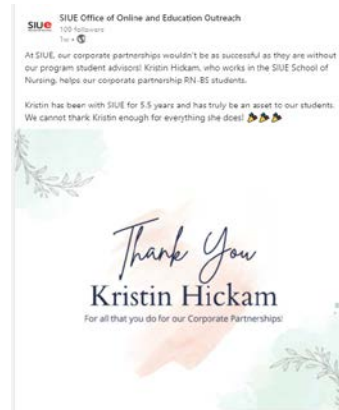 SIUE
SIUE Office of Online and Education Outreach
100 followers
1w •
At SIUE, our corporate partnerships wouldn't be as successful as they are without
our program student advisors! Kristin Hickam, who works in the SIUE School of
Nursing, helps our corporate partnership RN-BS students.
Kristin has been with SIUE for 5.5 years and has truly be an asset to our students.
We cannot thank Kristin enough for everything she does!
Thank You
Kristin Hickam
For all that you do for our Corporate Partnerships!